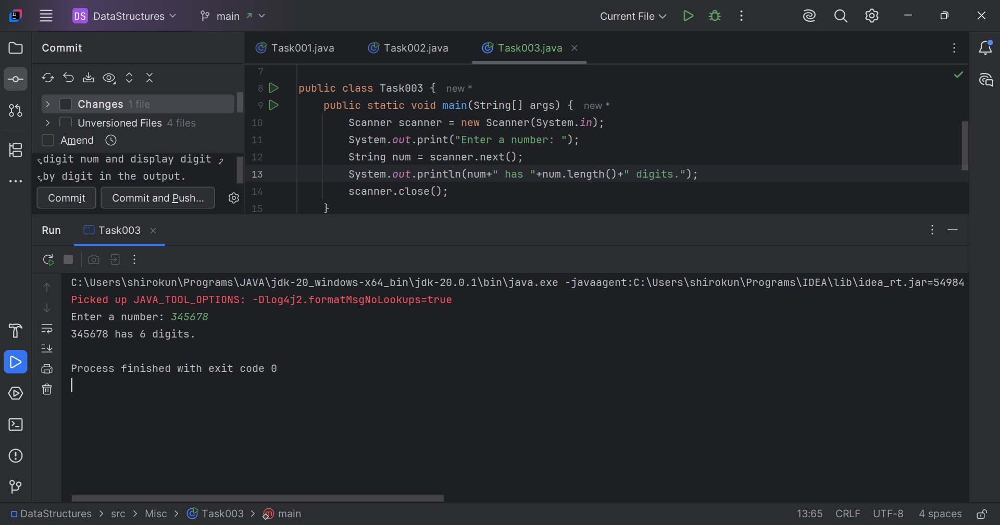 DS DataStructures main Current File
Commit
Task001.java Task002.java Task003.java
Changes 1 file
Unversioned Files 4 files
Amend
digit num and display digit
by digit in the output.
Commit Commit and Push...
7
8 public class Task003 { new *
9 public static void main(String[] args) { new *
10 Scanner scanner = new Scanner(System.in);
11 System.out.print("Enter a number: ");
12 String num = scanner.next();
13 System.out.println(num+" has "+num.length()+" digits.");
14 scanner.close();
15 }
Run Task003
C:\Users\shirokun\Programs\JAVA\jdk-20_windows-x64_bin\jdk-20.0.1\bin\java.exe -javaagent:C:\Users\shirokun\Programs\IDEA\lib\idea_rt.jar=54984
Picked up JAVA_TOOL_OPTIONS: -Dlog4j2.formatMsgNoLookups=true
Enter a number: 345678
345678 has 6 digits.
Process finished with exit code 0
DataStructures > src > Misc > Task003 > main 13:65 CRLF UTF-8 4 spaces